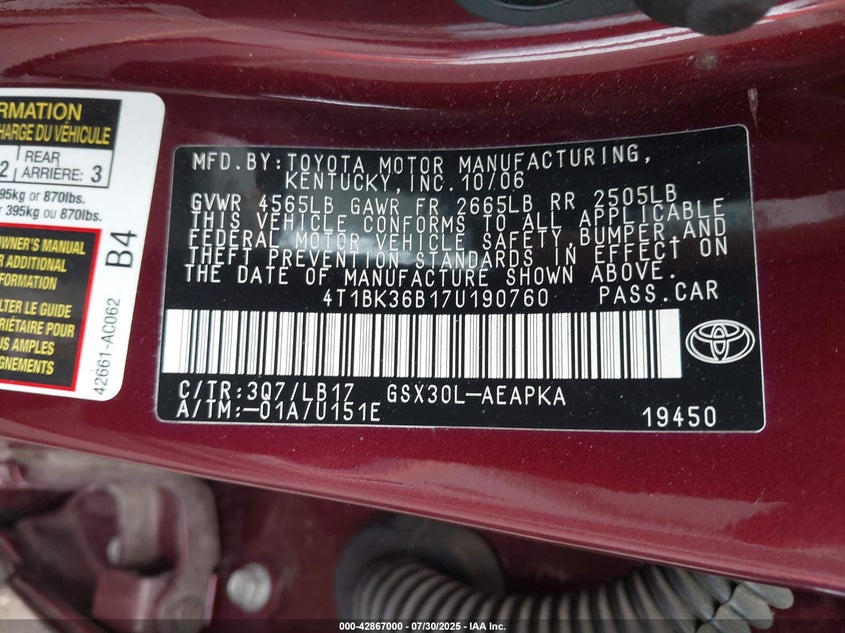 RMATION
CHARGE DU VÉHICULE
2 REAR ARRIÈRE: 3
95kg or 870lbs.
r 395kg ou 870lbs.
OWNER'S MANUAL
R ADDITIONAL
FORMATION
LTER LE GUIDE
RIÉTAIRE POUR
US AMPLES
GNEMENTS
B4
42661-AC062
MFD.BY:TOYOTA MOTOR MANUFACTURING,
KENTUCKY,INC.10/06
GVWR 4565LB GAWR FR 2665LB RR 2505LB
THIS VEHICLE CONFORMS TO ALL APPLICABLE
FEDERAL MOTOR VEHICLE SAFETY,BUMPER,AND
THEFT PREVENTION STANDARDS IN EFFECT ON
THE DATE OF MANUFACTURE SHOWN ABOVE.
4T1BK36B17U190760 PASS.CAR
C/TR:3Q7/LB17 GSX30L-AEAPKA
A/TM:-01A/U151E 19450
000-42867000 - 07/30/2025 - IAA Inc.